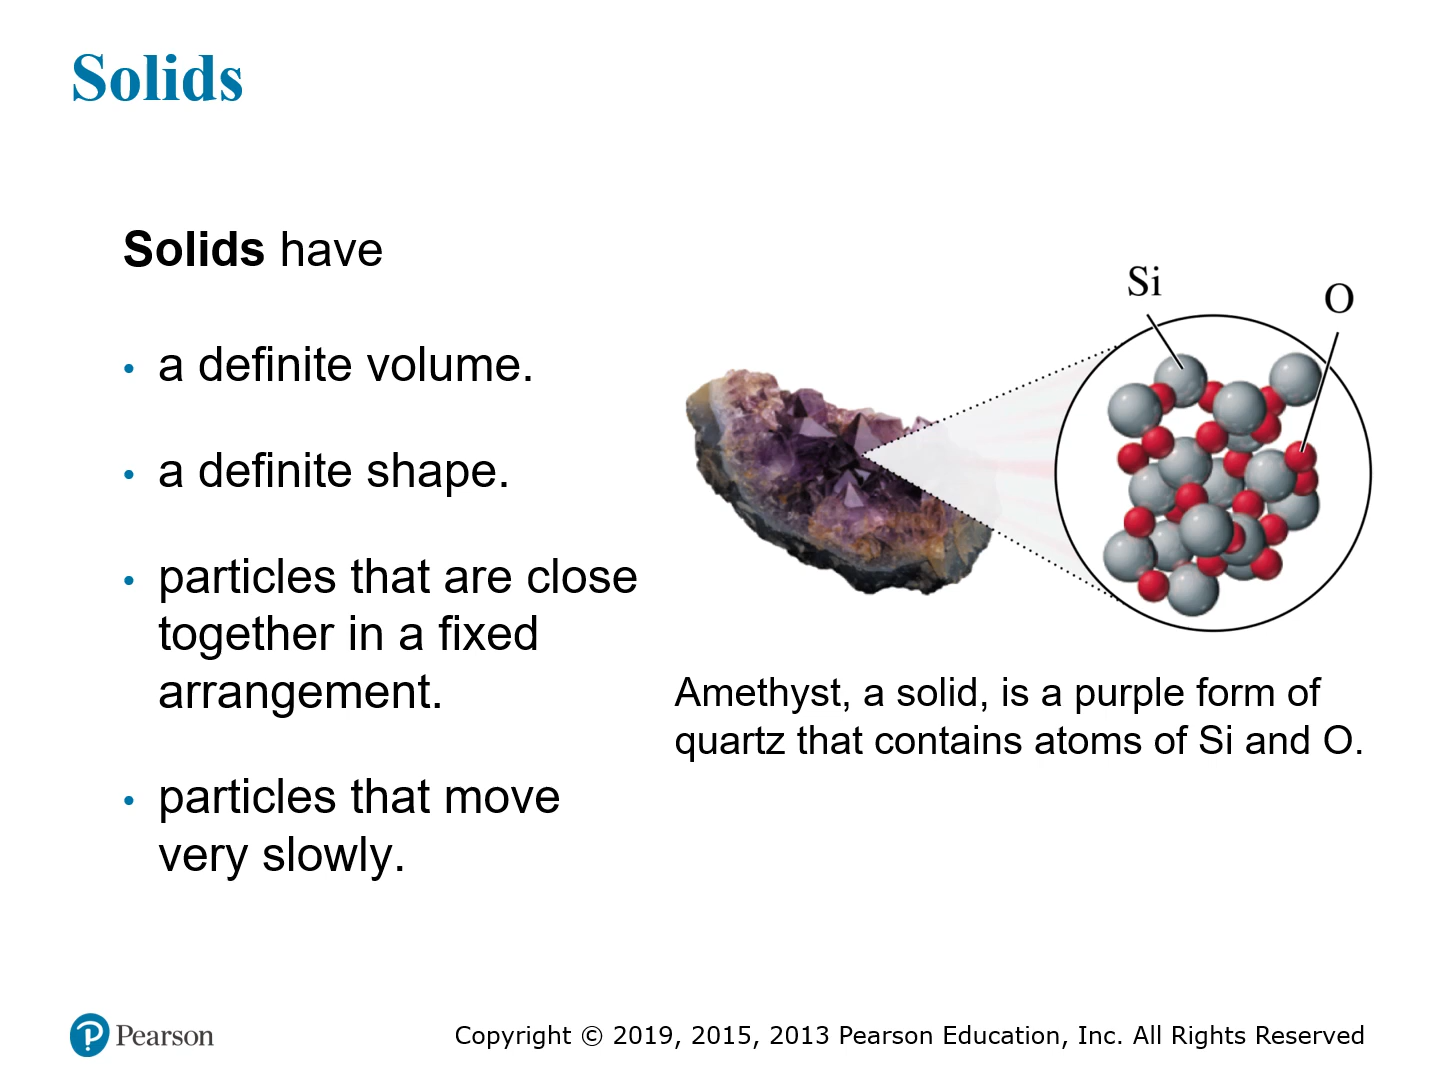 Solids
Solids have
• a definite volume.
• a definite shape.
• particles that are close
together in a fixed
arrangement.
• particles that move
very slowly.
Si
O
Amethyst, a solid, is a purple form of
quartz that contains atoms of Si and O.
P Pearson
Copyright © 2019, 2015, 2013 Pearson Education, Inc. All Rights Reserved